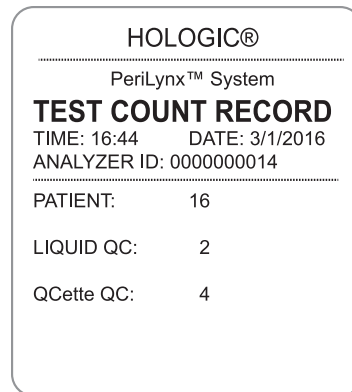 HOLOGIC®
PeriLynx™ System
TEST COUNT RECORD
TIME: 16:44 DATE: 3/1/2016
ANALYZER ID: 0000000014
PATIENT: 16
LIQUID QC: 2
QCette QC: 4